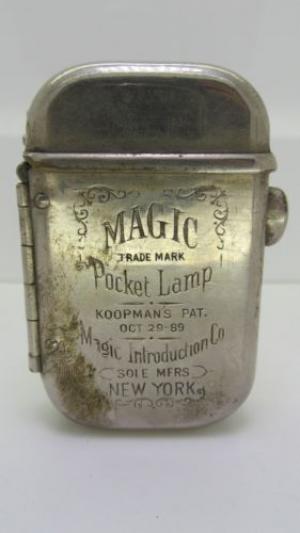 MAGIC
TRADE MARK
Pocket Lamp
KOOPMAN'S PAT.
OCT 29-89
Magic Introduction Co
SOLE MFRS
NEW YORK